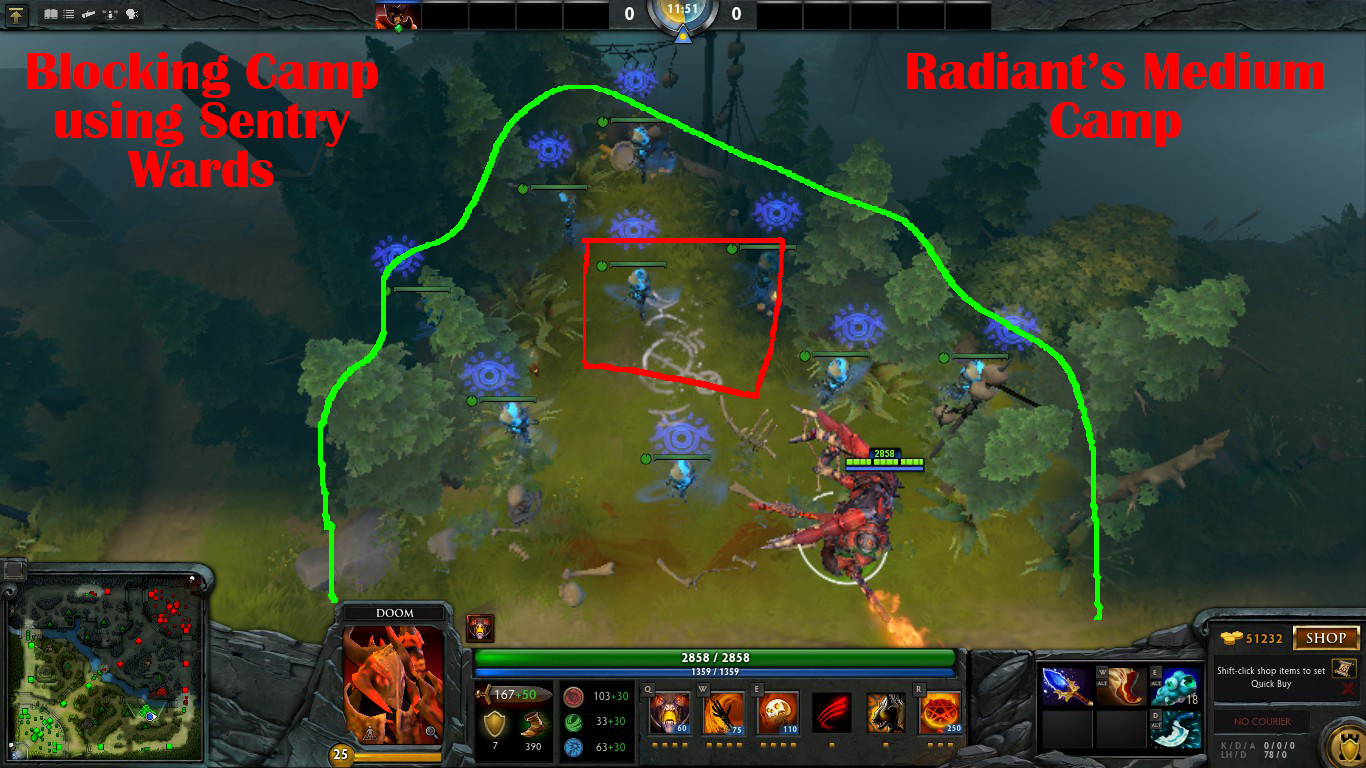 0 11:51 0
Blocking Camp
using Sentry
Wards
Radiant's Medium
Camp
2858
DOOM
25
2858 / 2858
1359 / 1359
167+50
7
390
103+30
33+30
63+30
Q
60
W
75
E
110
R
250
W
ALT
E
ALT
18
D
ALT
51232
SHOP
Shift-click shop items to set
Quick Buy
NO COURIER
K / D / A 0 / 0 / 0
LH / D 78 / 0